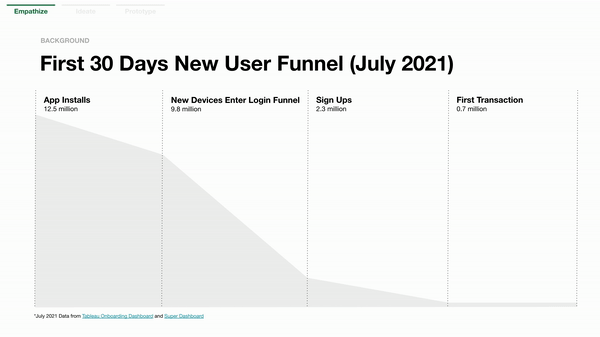 Empathize
Ideate
Prototype
BACKGROUND
First 30 Days New User Funnel (July 2021)
App Installs
12.5 million
New Devices Enter Login Funnel
9.8 million
Sign Ups
2.3 million
First Transaction
0.7 million
*July 2021 Data from Tableau Onboarding Dashboard and Super Dashboard